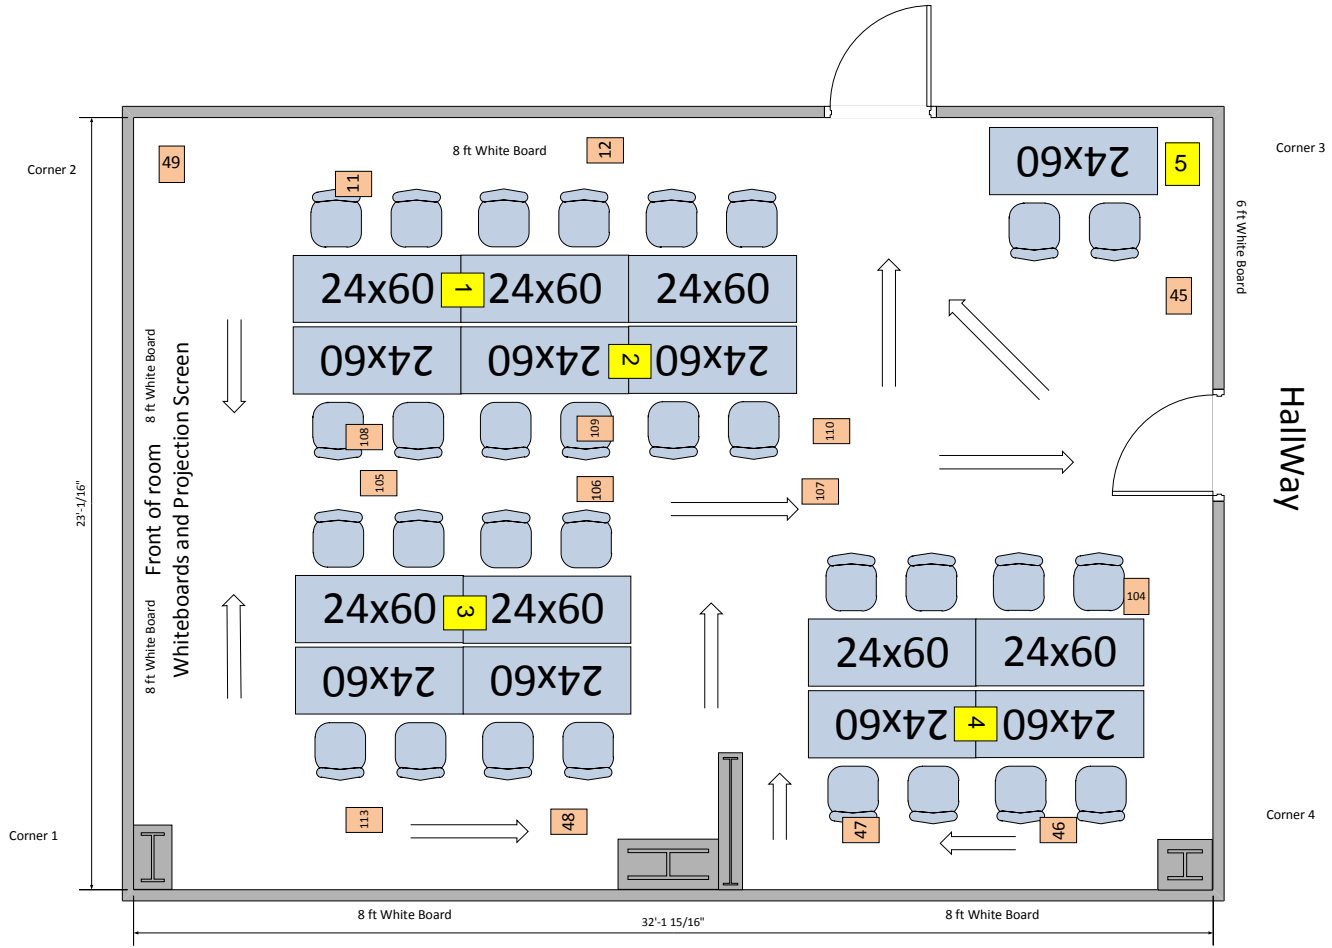 Corner 2
49
8 ft White Board
12
11
24x60
5
Corner 3
6 ft White Board
45
24x60
1
24x60
24x60
24x60
24x60
2
24x60
8 ft White Board
Front of room
8 ft White Board
Whiteboards and Projection Screen
23'-1/16"
108
109
110
105
106
107
HallWay
24x60
3
24x60
24x60
24x60
104
24x60
24x60
24x60
4
24x60
113
48
47
46
Corner 1
Corner 4
8 ft White Board
32'-1 15/16"
8 ft White Board